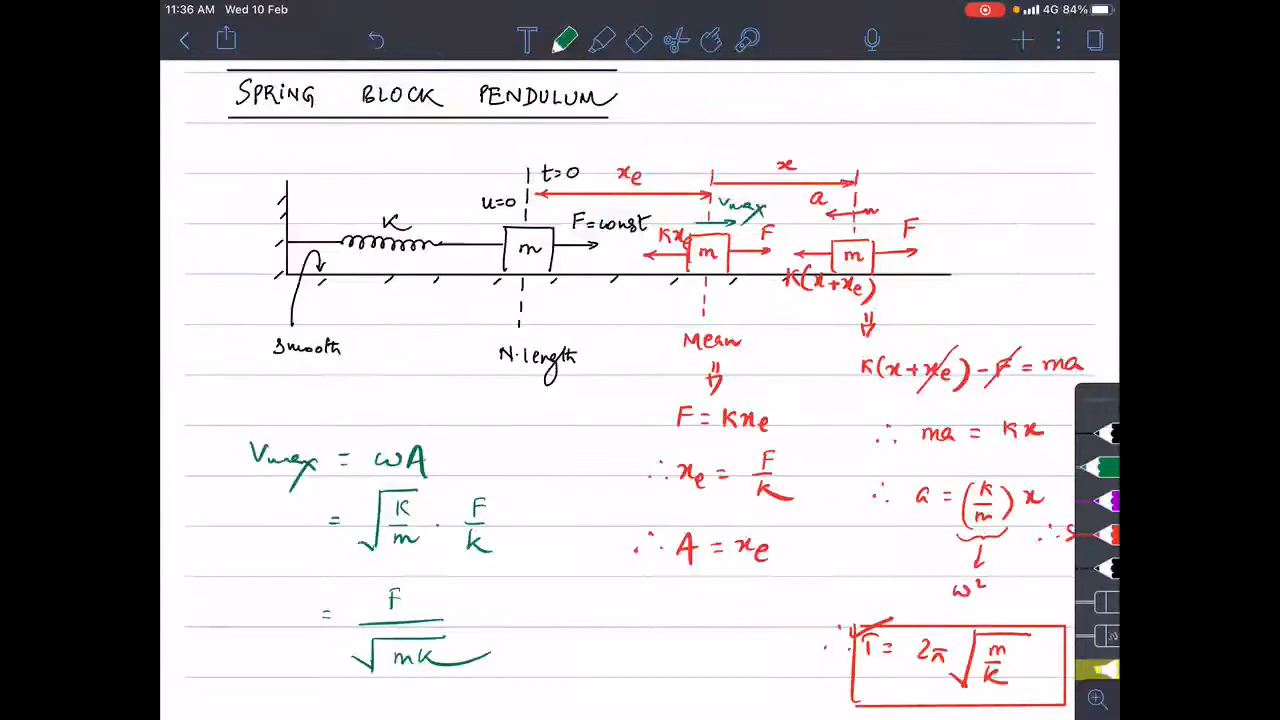 11:36 AM Wed 10 Feb
4G 84%
SPRING BLOCK PENDULUM
t=0
xe
x
u=0
vmax
a
K
F=const
Kxe
F
F
m
m
m
K(x+xe)
smooth
N.length
Mean
⇓
⇓
K(x+xe)-F = ma
F = Kxe
∴ ma = Kx
Vmax = ωA
∴ xe = F/k
= √(K/m) · F/k
∴ a = (k/m) x
∴ A = xe
ω²
= F/√mk
∴ T = 2π √(m/k)